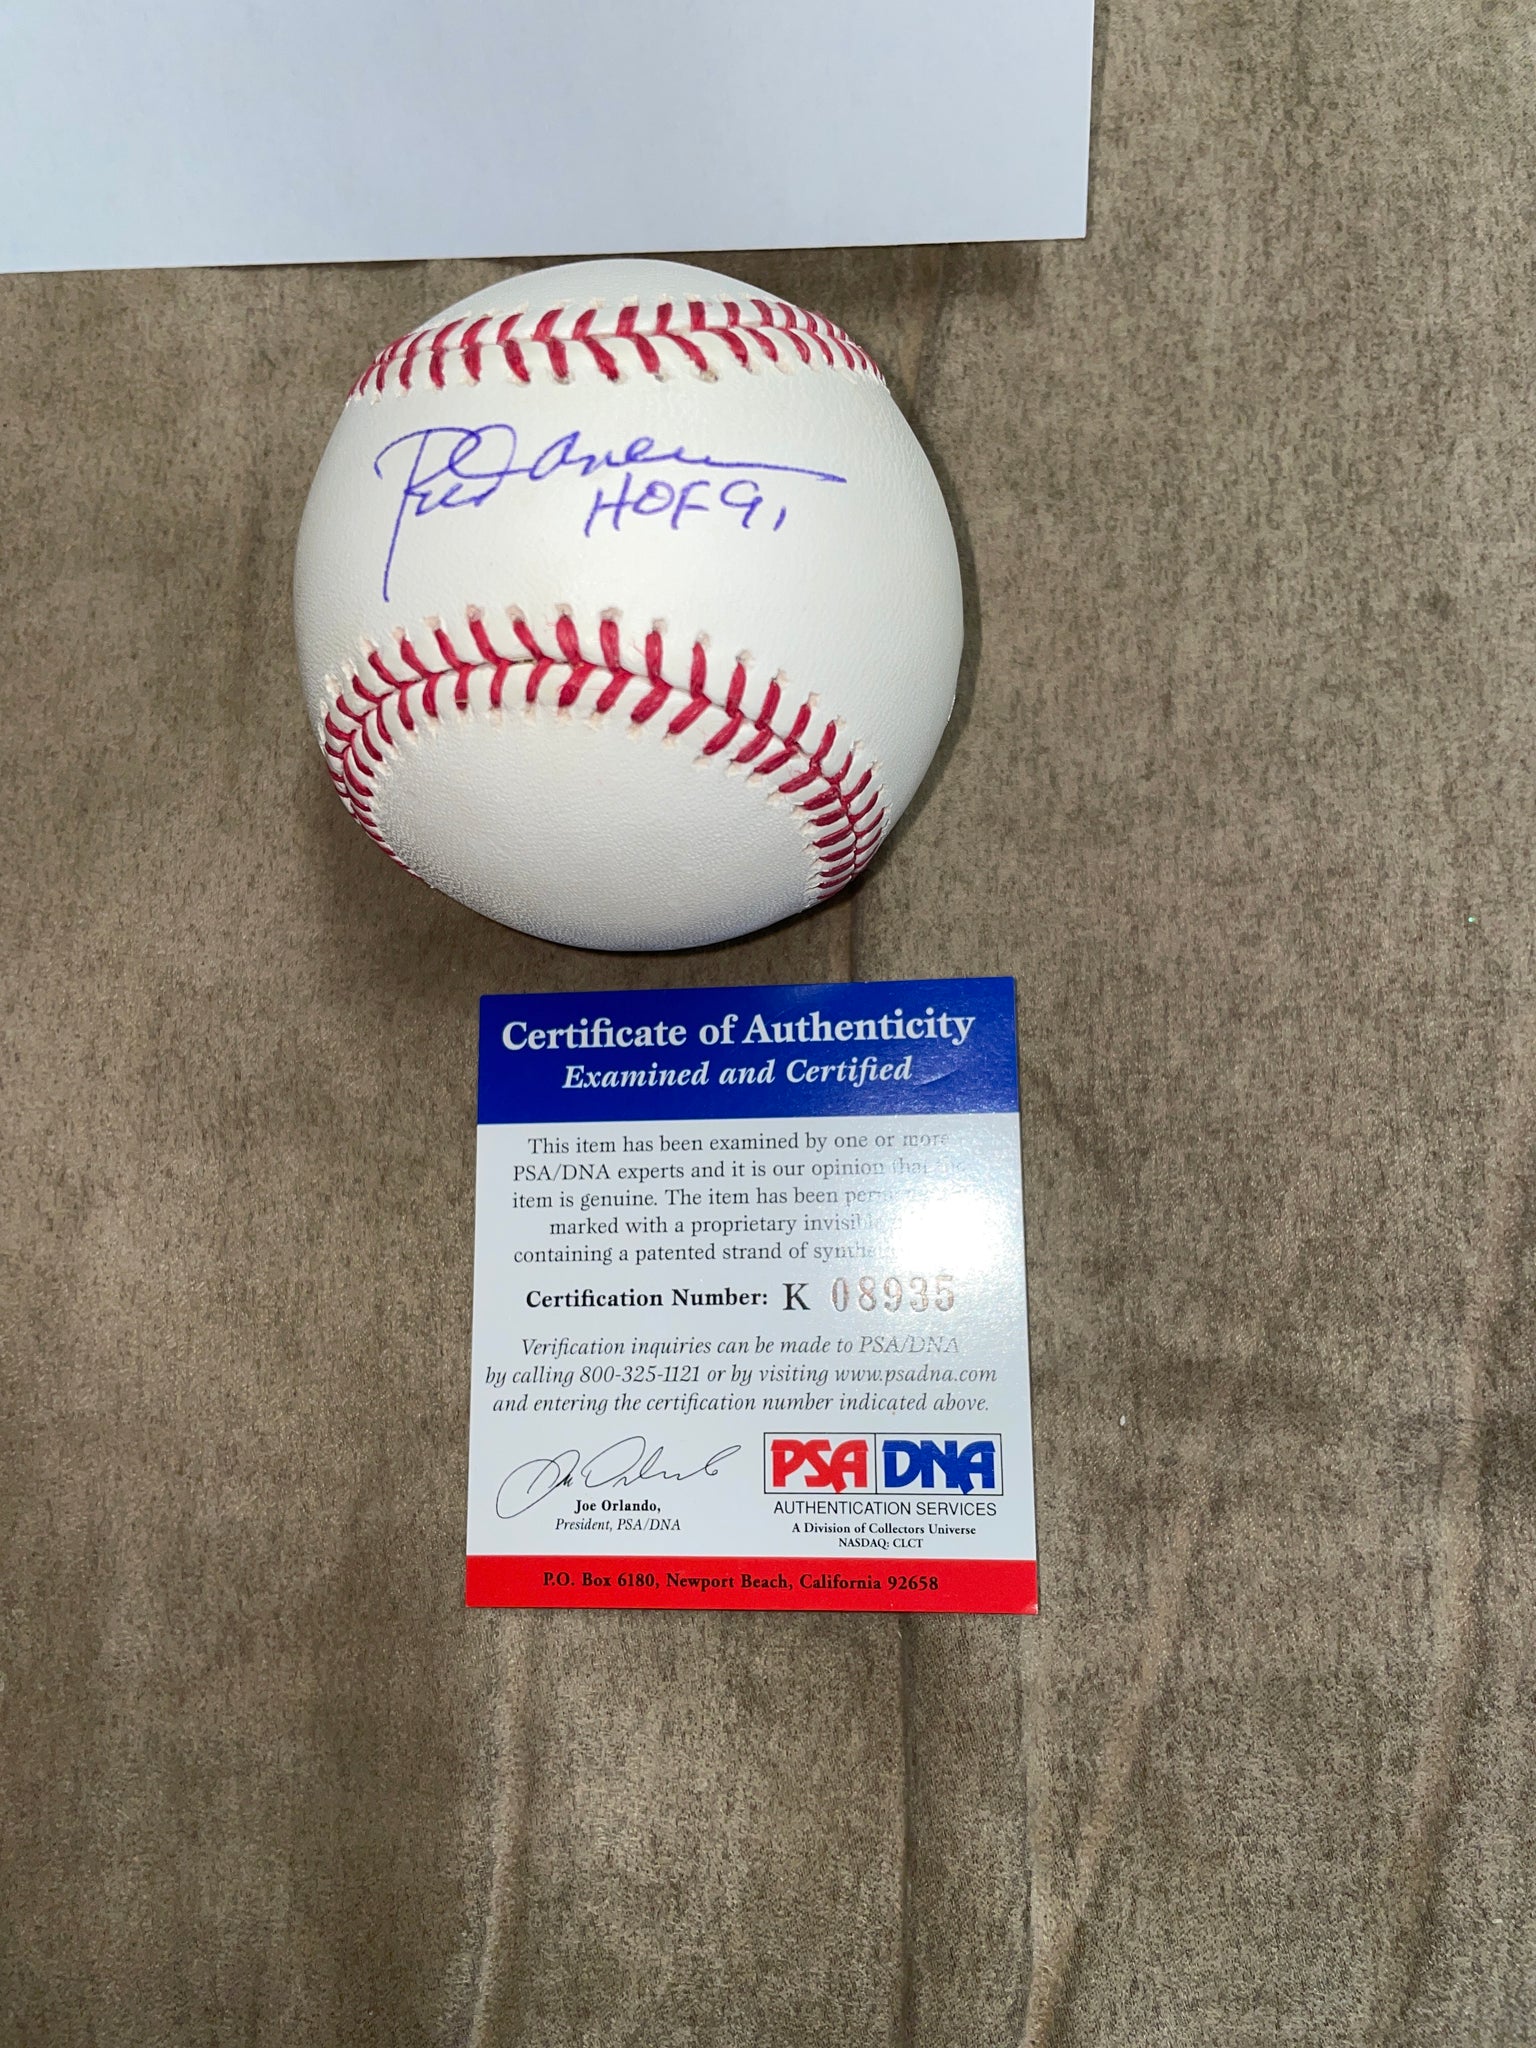 Rod Carew
HOF 91
Certificate of Authenticity
Examined and Certified
This item has been examined by one or more
PSA/DNA experts and it is our opinion that the
item is genuine. The item has been
marked with a proprietary
containing a patented strand of
Certification Number: K 08935
Verification inquiries can be made to PSA/DNA
by calling 800-325-1121 or by visiting www.psadna.com
and entering the certification number indicated above.
Joe Orlando,
President, PSA/DNA
PSA DNA
AUTHENTICATION SERVICES
A Division of Collectors Universe
NASDAQ: CLCT
P.O. Box 6180, Newport Beach, California 92658